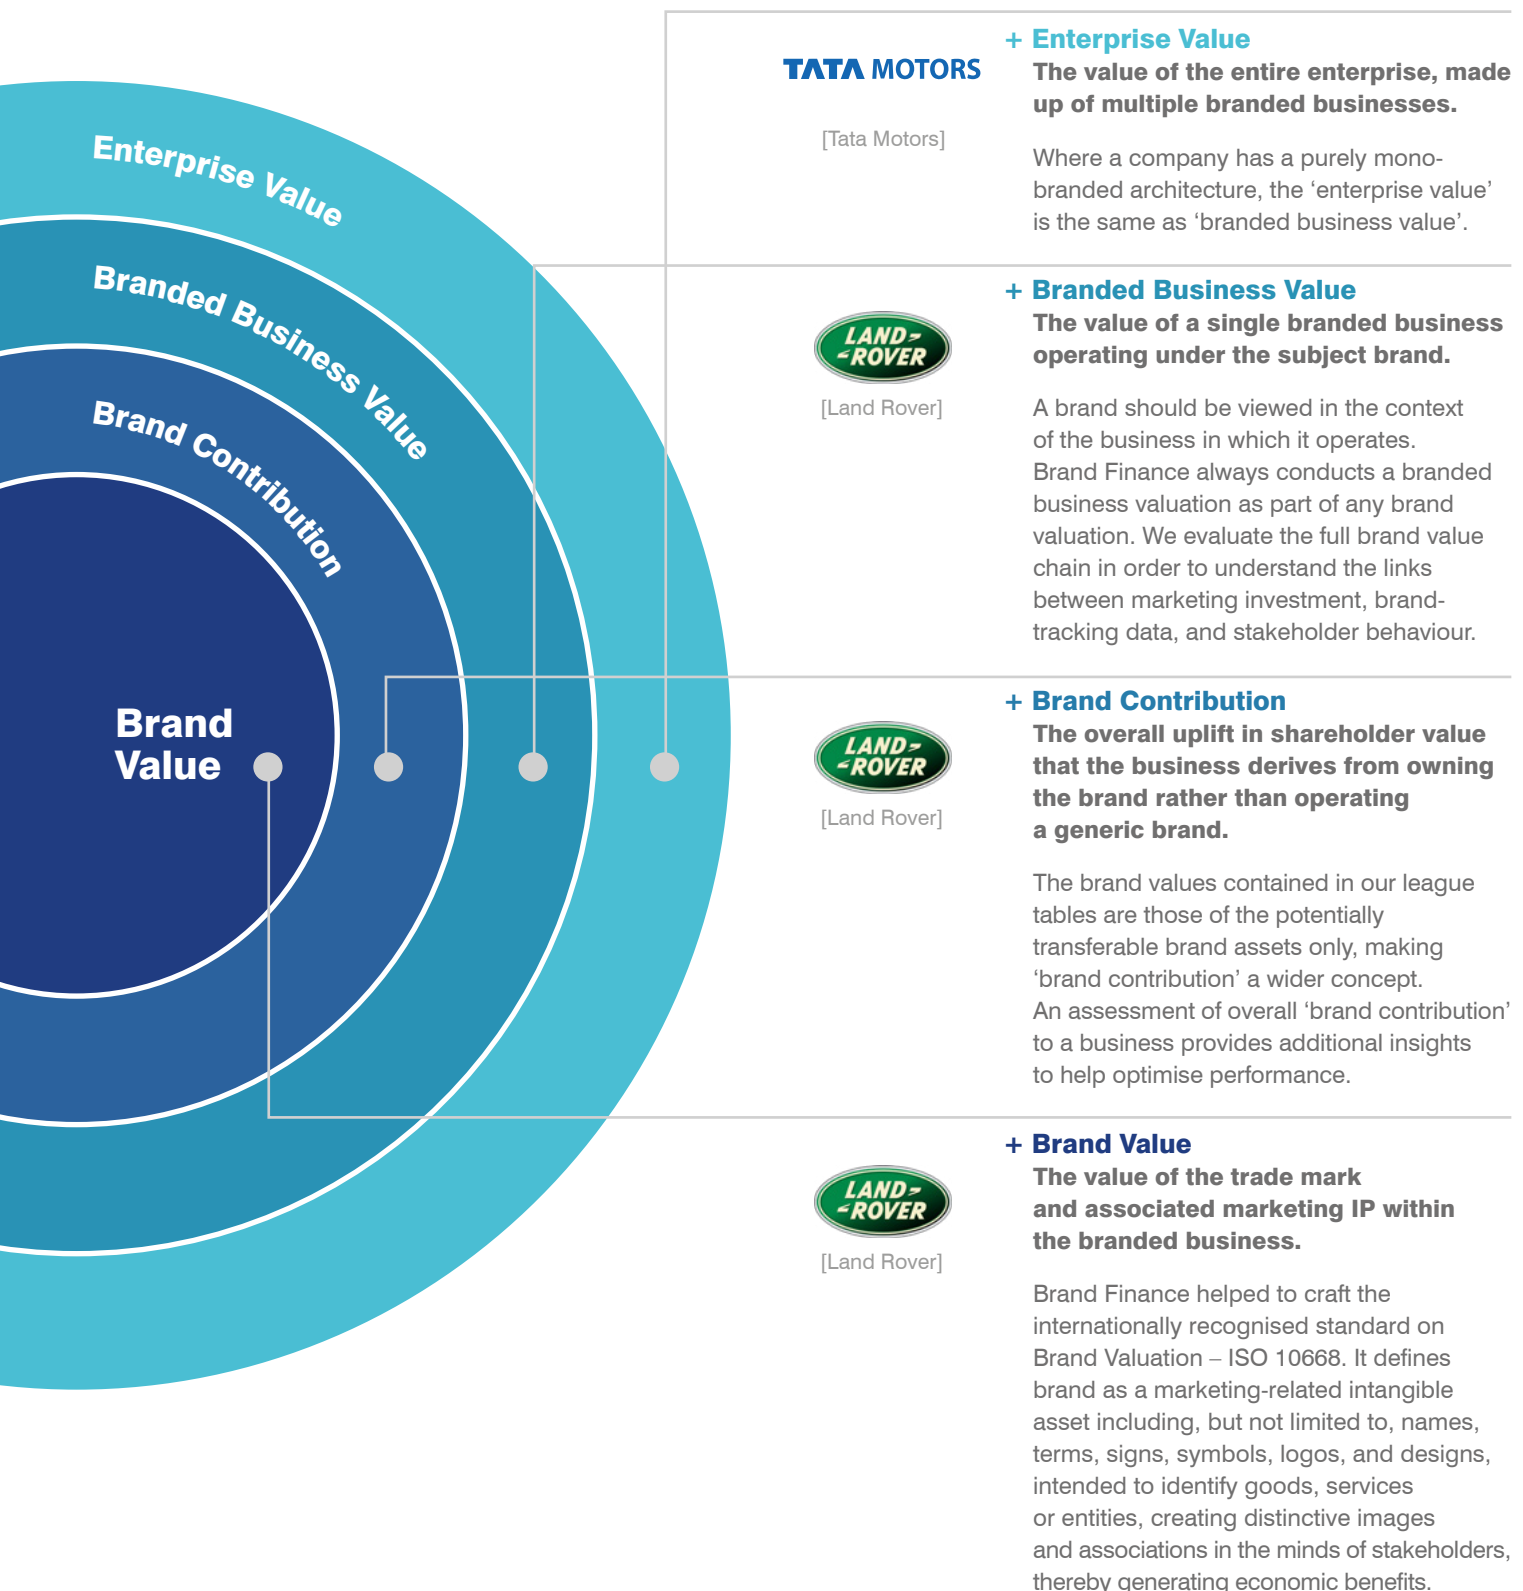 Enterprise Value
Branded Business Value
Brand Contribution
Brand
Value
TATA MOTORS
[Tata Motors]
+ Enterprise Value
The value of the entire enterprise, made
up of multiple branded businesses.
Where a company has a purely mono-
branded architecture, the ‘enterprise value’
is the same as ‘branded business value’.
LAND-
-ROVER
[Land Rover]
+ Branded Business Value
The value of a single branded business
operating under the subject brand.
A brand should be viewed in the context
of the business in which it operates.
Brand Finance always conducts a branded
business valuation as part of any brand
valuation. We evaluate the full brand value
chain in order to understand the links
between marketing investment, brand-
tracking data, and stakeholder behaviour.
LAND-
-ROVER
[Land Rover]
+ Brand Contribution
The overall uplift in shareholder value
that the business derives from owning
the brand rather than operating
a generic brand.
The brand values contained in our league
tables are those of the potentially
transferable brand assets only, making
‘brand contribution’ a wider concept.
An assessment of overall ‘brand contribution’
to a business provides additional insights
to help optimise performance.
LAND-
-ROVER
[Land Rover]
+ Brand Value
The value of the trade mark
and associated marketing IP within
the branded business.
Brand Finance helped to craft the
internationally recognised standard on
Brand Valuation – ISO 10668. It defines
brand as a marketing-related intangible
asset including, but not limited to, names,
terms, signs, symbols, logos, and designs,
intended to identify goods, services
or entities, creating distinctive images
and associations in the minds of stakeholders,
thereby generating economic benefits.